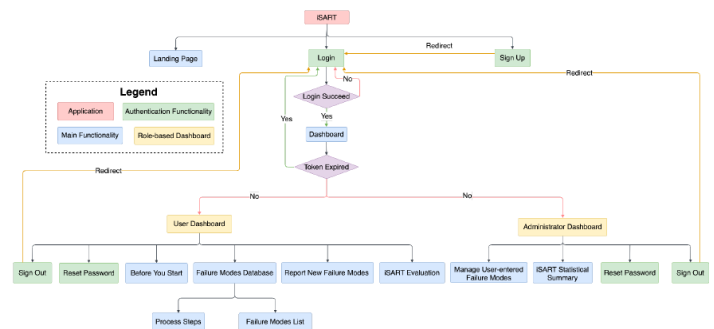 iSART
Redirect
Landing Page
Login
Sign Up
No
Redirect
Legend
Login Succeed
Application
Authentication Functionality
Yes
Yes
Main Functionality
Role-based Dashboard
Dashboard
Token Expired
Redirect
No
No
User Dashboard
Administrator Dashboard
Sign Out
Reset Password
Before You Start
Failure Modes Database
Report New Failure Modes
iSART Evaluation
Manage User-entered
Failure Modes
iSART Statistical
Summary
Reset Password
Sign Out
Process Steps
Failure Modes List